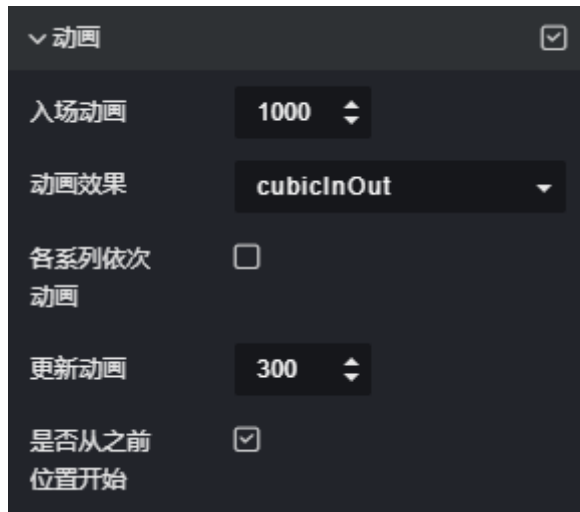 动画
入场动画 1000
动画效果 cubicInOut
各系列依次
动画
更新动画 300
是否从之前
位置开始